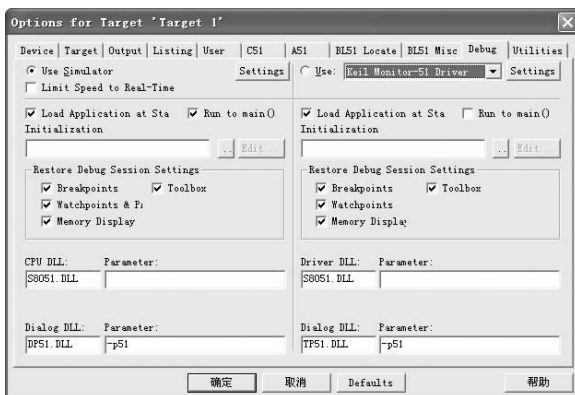 Options for Target 'Target 1'
Device | Target | Output | Listing | User | C51 | A51 | BL51 Locate | BL51 Misc | Debug | Utilities
Use Simulator Settings
Limit Speed to Real-Time
Use: Keil Monitor-51 Driver Settings
Load Application at Sta Run to main()
Initialization
.. Edit...
Load Application at Sta Run to main()
Initialization
.. Edit...
Restore Debug Session Settings
Breakpoints Toolbox
Watchpoints & P
Memory Display
Restore Debug Session Settings
Breakpoints Toolbox
Watchpoints
Memory Displa
CPU DLL: Parameter:
S8051.DLL
Driver DLL: Parameter:
S8051.DLL
Dialog DLL: Parameter:
DP51.DLL -p51
Dialog DLL: Parameter:
TP51.DLL -p51
确定 取消 Defaults 帮助